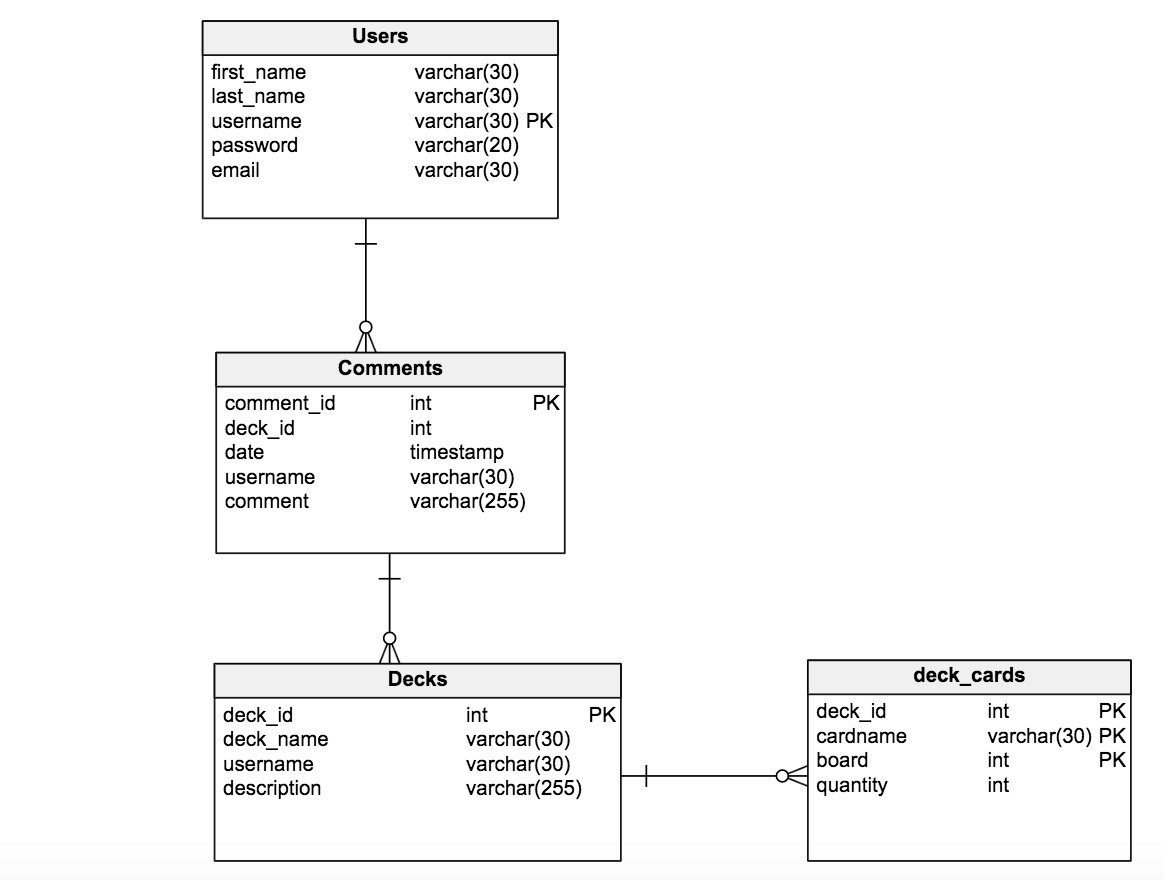 Users
first_name varchar(30)
last_name varchar(30)
username varchar(30) PK
password varchar(20)
email varchar(30)
Comments
comment_id int PK
deck_id int
date timestamp
username varchar(30)
comment varchar(255)
Decks
deck_id int PK
deck_name varchar(30)
username varchar(30)
description varchar(255)
deck_cards
deck_id int PK
cardname varchar(30) PK
board int PK
quantity int